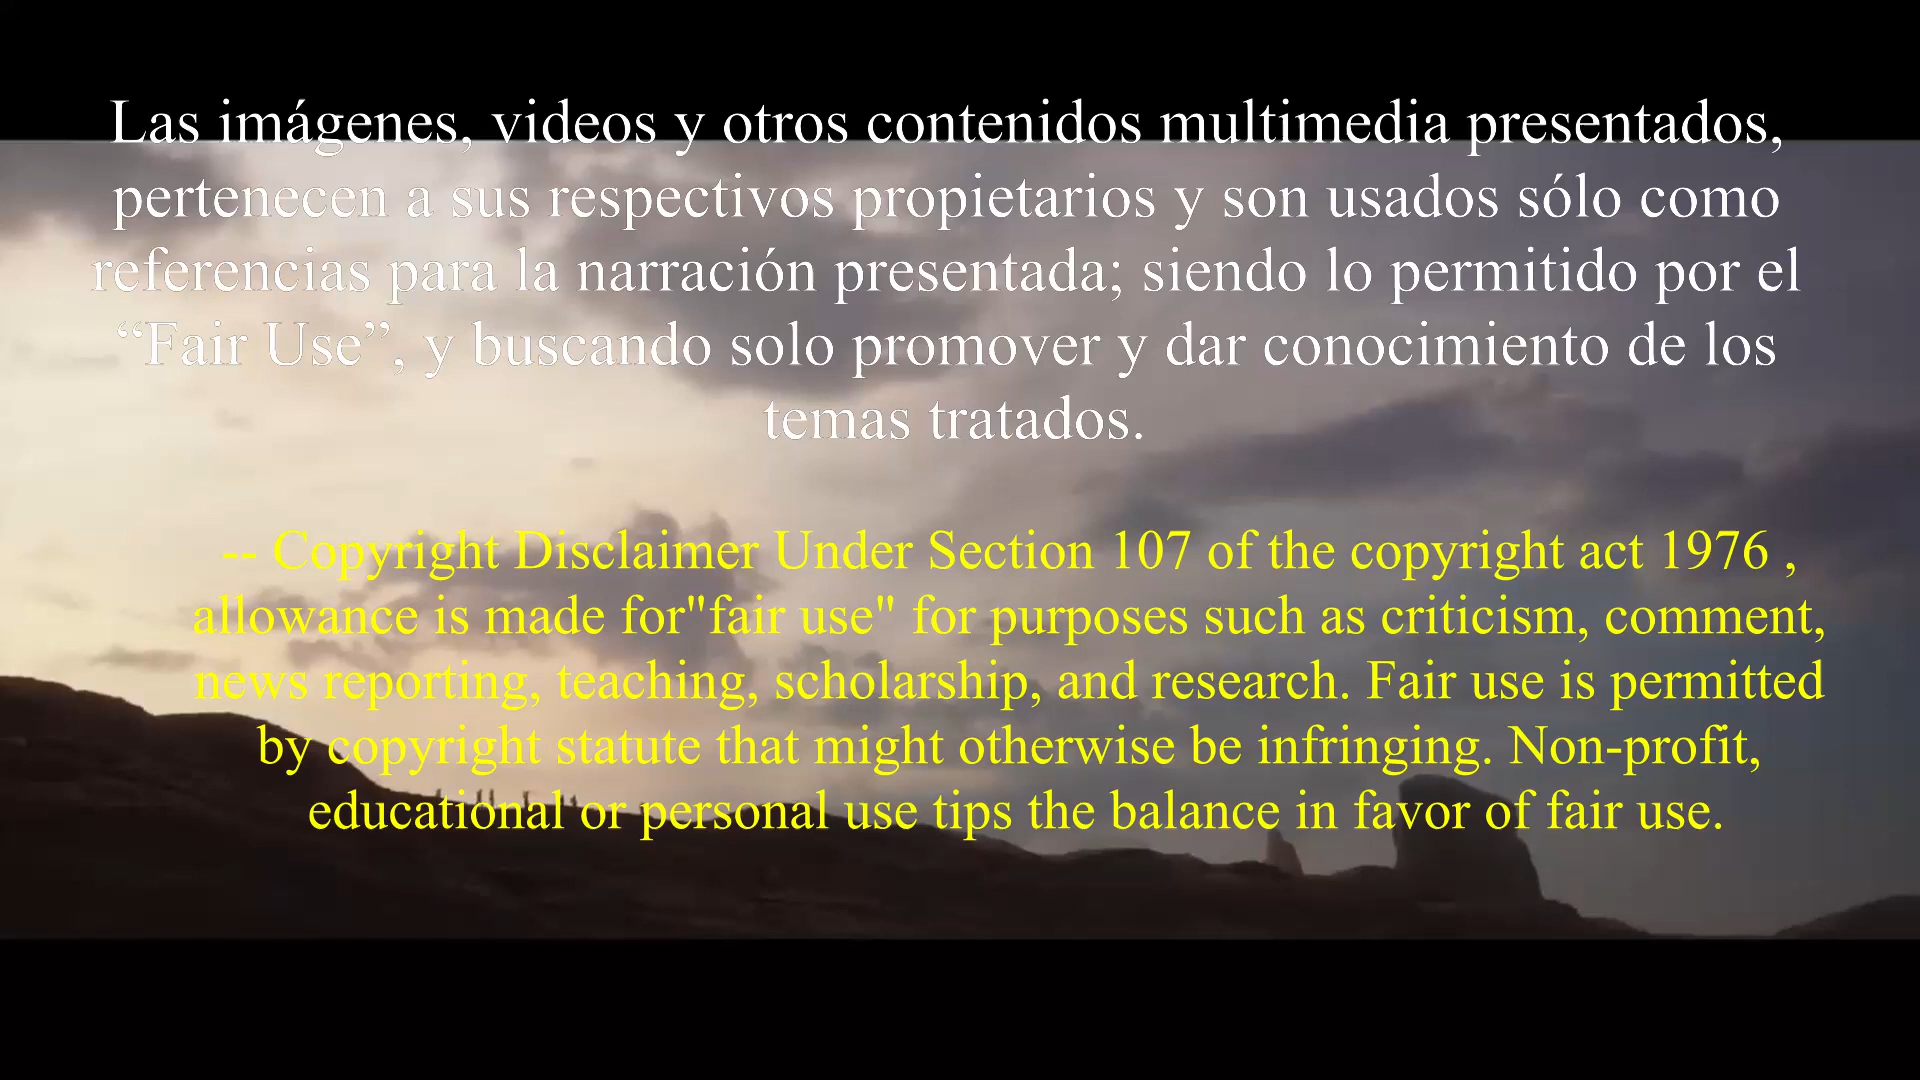 Las imágenes, videos y otros contenidos multimedia presentados,
pertenecen a sus respectivos propietarios y son usados sólo como
referencias para la narración presentada; siendo lo permitido por el
“Fair Use”, y buscando solo promover y dar conocimiento de los
temas tratados.
-- Copyright Disclaimer Under Section 107 of the copyright act 1976 ,
allowance is made for"fair use" for purposes such as criticism, comment,
news reporting, teaching, scholarship, and research. Fair use is permitted
by copyright statute that might otherwise be infringing. Non-profit,
educational or personal use tips the balance in favor of fair use.